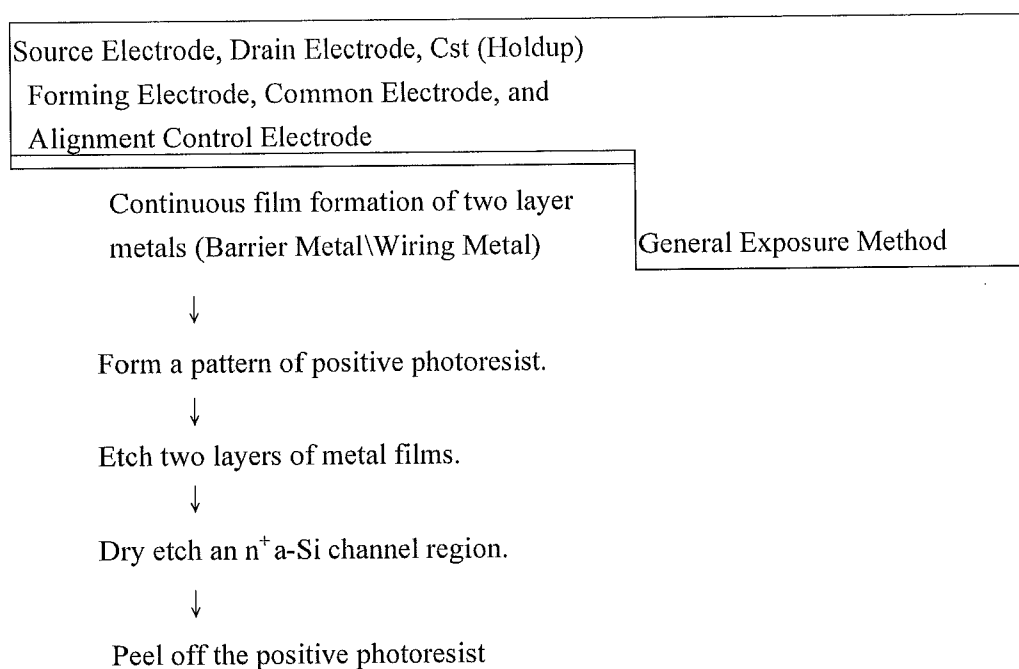 Source Electrode, Drain Electrode, Cst (Holdup)
Forming Electrode, Common Electrode, and
Alignment Control Electrode
Continuous film formation of two layer
metals (Barrier Metal\Wiring Metal)
General Exposure Method
↓
Form a pattern of positive photoresist.
↓
Etch two layers of metal films.
↓
Dry etch an n⁺ a-Si channel region.
↓
Peel off the positive photoresist